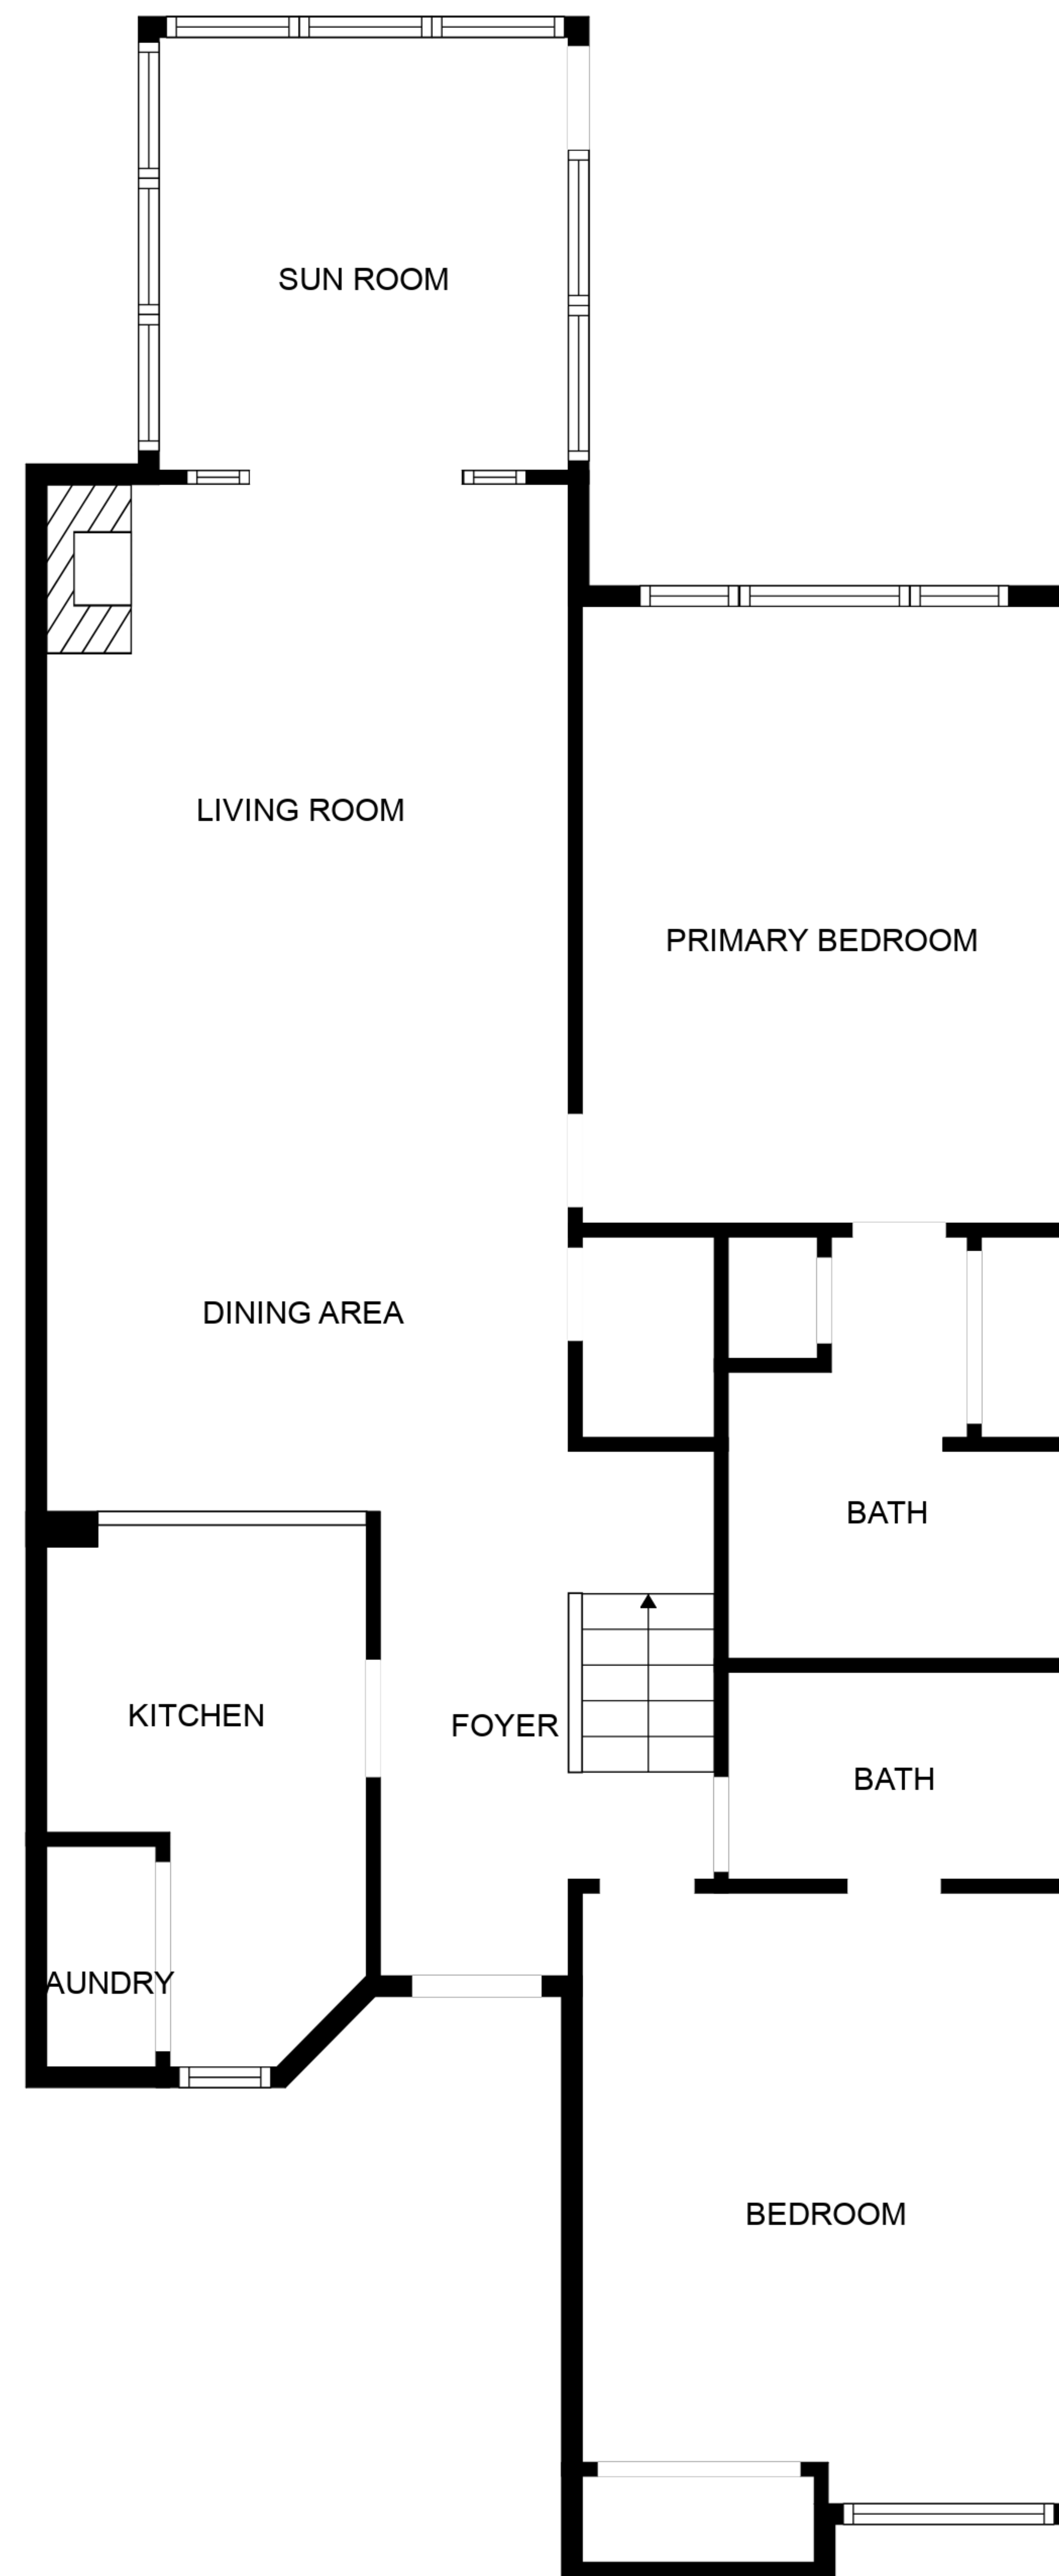 SUN ROOM
LIVING ROOM
PRIMARY BEDROOM
DINING AREA
BATH
KITCHEN
FOYER
BATH
AUNDRY
BEDROOM